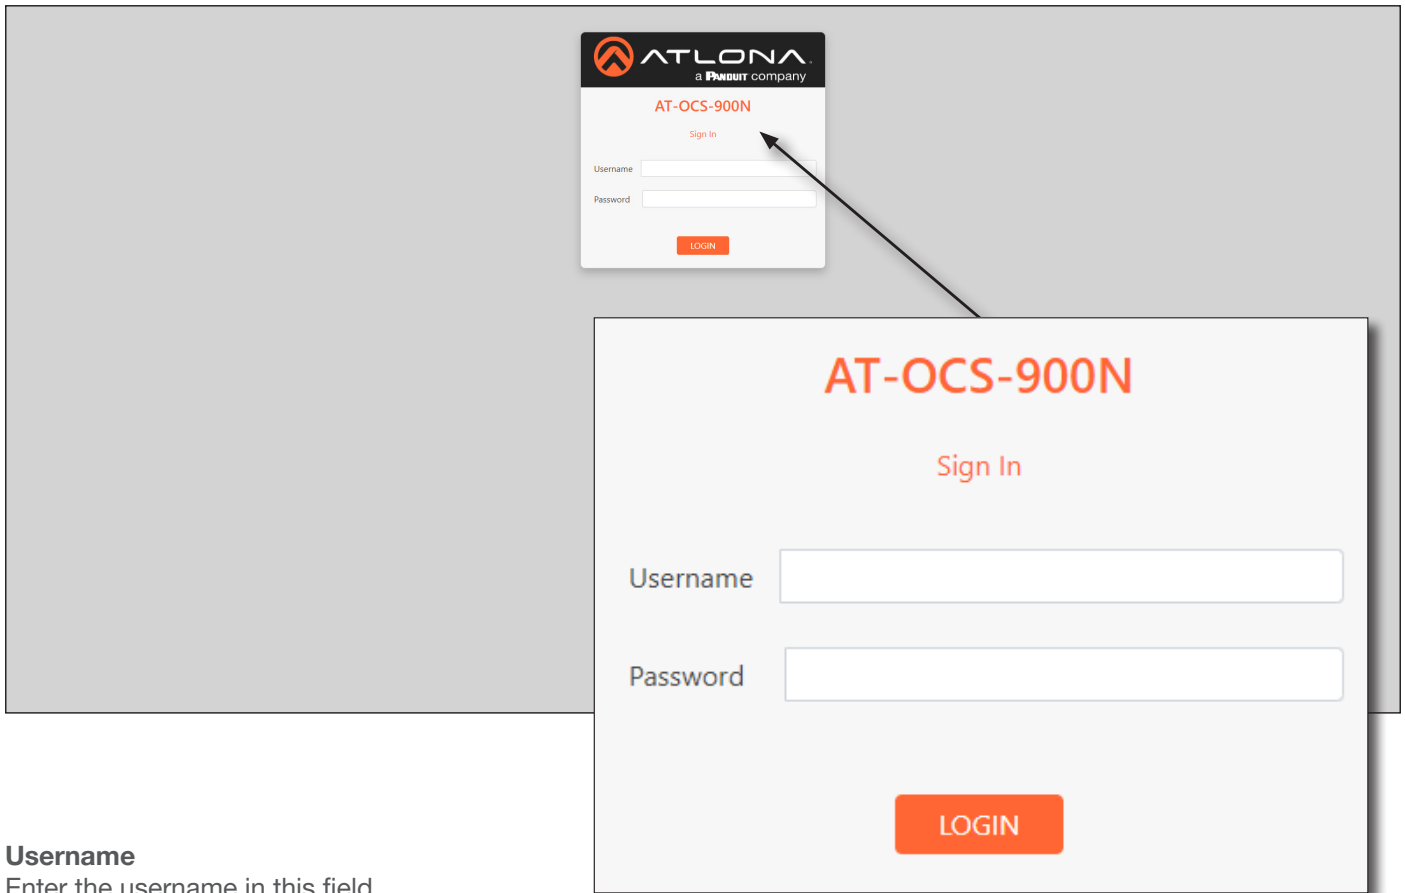 ATLONA
a PANDUIT company
AT-OCS-900N
Sign In
Username
Password
LOGIN
AT-OCS-900N
Sign In
Username
Password
LOGIN
Username
Enter the username in this field